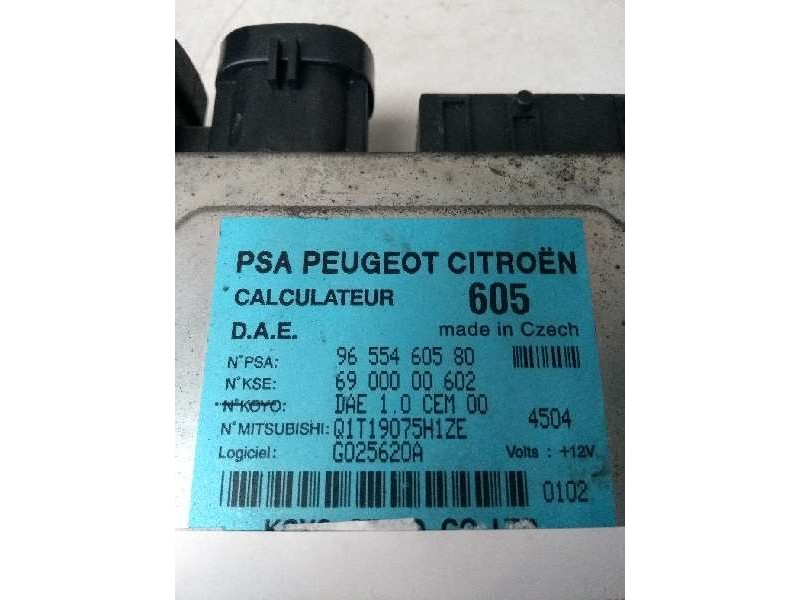 PSA PEUGEOT CITROËN
CALCULATEUR 605
D.A.E. made in Czech
N°PSA: 96 554 605 80
N°KSE: 69 000 00 602
N°KOYO: DAE 1.0 CEM 00
N°MITSUBISHI: Q1T19075H1ZE 4504
Logiciel: G025620A Volts : +12V
0102